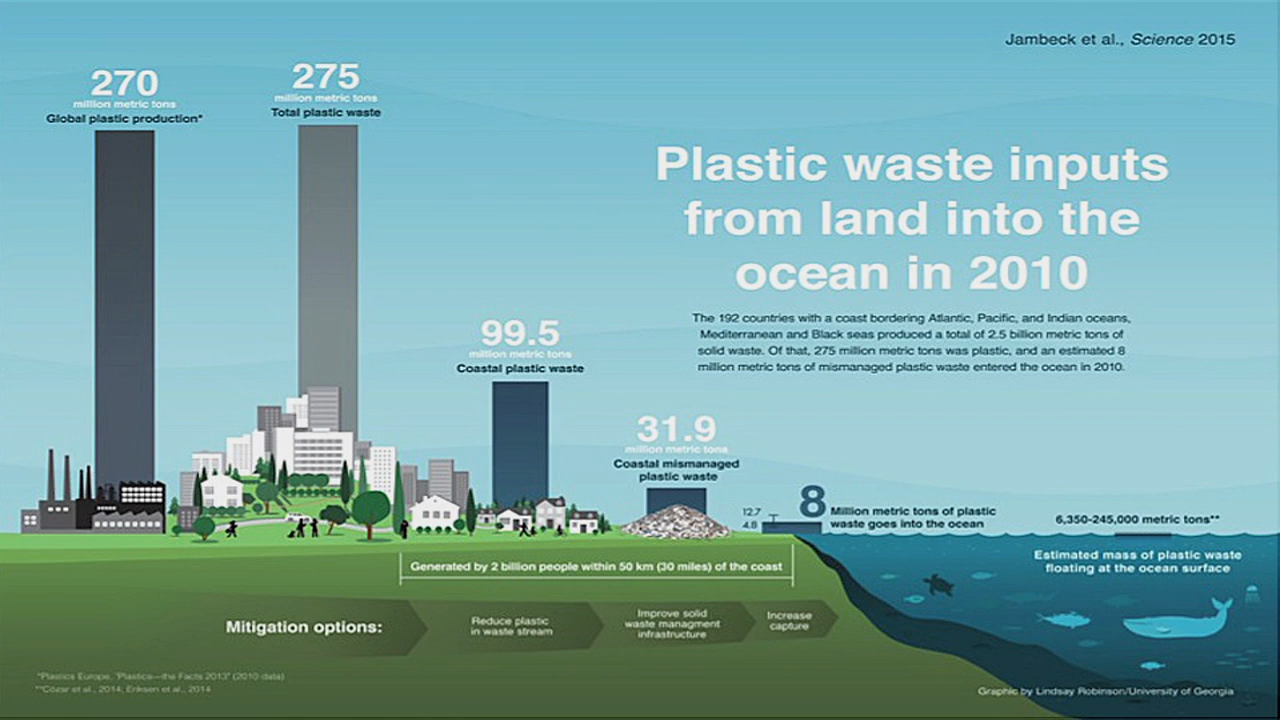 Jambeck et al., Science 2015
270
million metric tons
Global plastic production*
275
million metric tons
Total plastic waste
Plastic waste inputs
from land into the
ocean in 2010
The 192 countries with a coast bordering Atlantic, Pacific, and Indian oceans,
Mediterranean and Black seas produced a total of 2.5 billion metric tons of
solid waste. Of that, 275 million metric tons was plastic, and an estimated 8
million metric tons of mismanaged plastic waste entered the ocean in 2010.
99.5
million metric tons
Coastal plastic waste
31.9
million metric tons
Coastal mismanaged
plastic waste
12.7
4.8
8
Million metric tons of plastic
waste goes into the ocean
6,350-245,000 metric tons**
Estimated mass of plastic waste
floating at the ocean surface
Generated by 2 billion people within 50 km (30 miles) of the coast
Mitigation options:
Reduce plastic
in waste stream
Improve solid
waste managment
infrastructure
Increase
capture
*Plastics Europe, "Plastics—the Facts 2013" (2010 data)
**Cózar et al., 2014; Eriksen et al., 2014
Graphic by Lindsay Robinson/University of Georgia